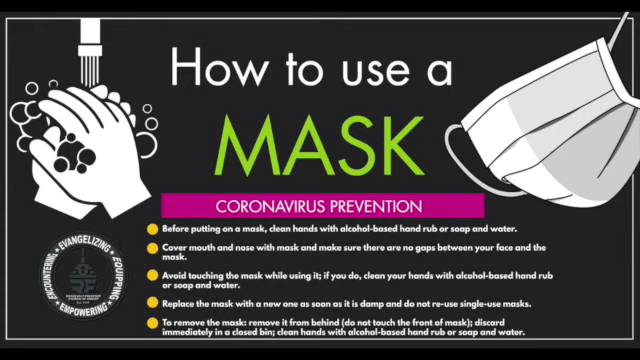 How to use a
MASK
CORONAVIRUS PREVENTION
Before putting on a mask, clean hands with alcohol-based hand rub or soap and water.
Cover mouth and nose with mask and make sure there are no gaps between your face and the
mask.
Avoid touching the mask while using it; if you do, clean your hands with alcohol-based hand rub
or soap and water.
Replace the mask with a new one as soon as it is damp and do not re-use single-use masks.
To remove the mask: remove it from behind (do not touch the front of mask); discard
immediately in a closed bin; clean hands with alcohol-based hand rub or soap and water.
ENCOUNTERING
EVANGELIZING
EQUIPPING
EMPOWERING